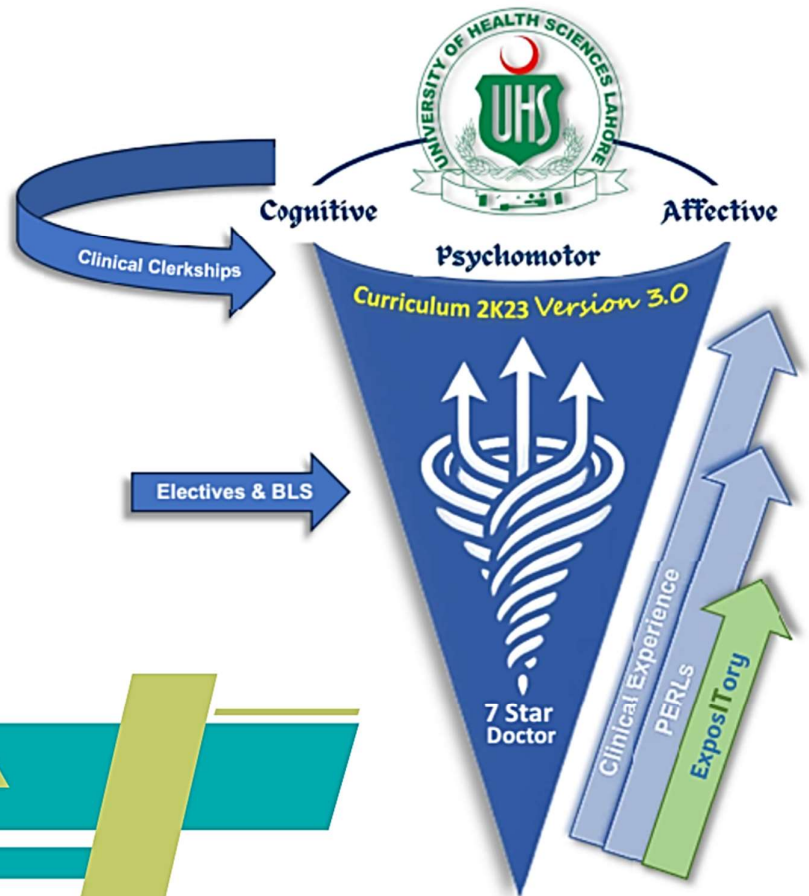 UNIVERSITY OF HEALTH SCIENCES LAHORE
UHS
اقرأ
Cognitive
Affective
Psychomotor
Clinical Clerkships
Curriculum 2K23 Version 3.0
Electives & BLS
7 Star
Doctor
Clinical Experience
PERLs
ExposITory